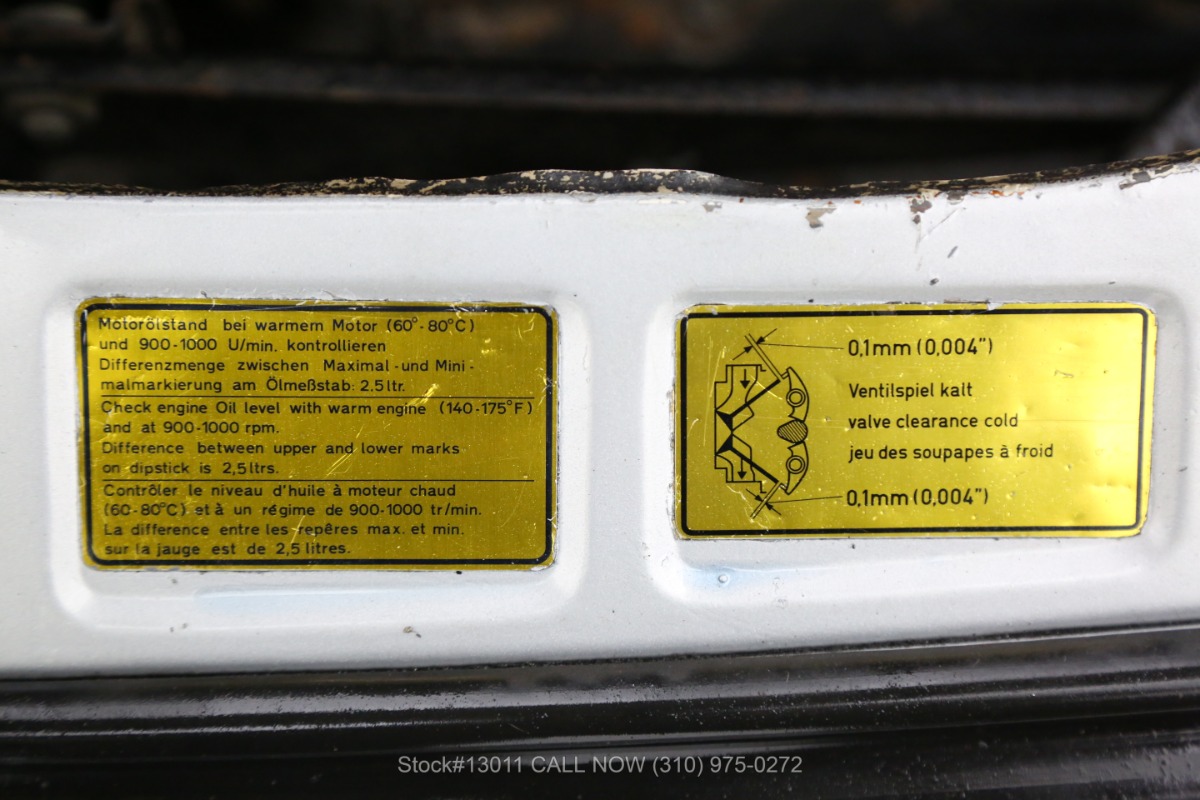 Motorölstand bei warmem Motor (60°-80°C)
und 900-1000 U/min. kontrollieren
Differenzmenge zwischen Maximal-und Mini-
malmarkierung am Ölmeßstab: 2.5 ltr.
Check engine Oil level with warm engine (140-175°F)
and at 900-1000 rpm.
Difference between upper and lower marks
on dipstick is 2,5 ltrs.
Contrôler le niveau d'huile à moteur chaud
(60-80°C) et à un régime de 900-1000 tr/min.
La différence entre les repêres max. et min.
sur la jauge est de 2,5 litres.
0,1mm (0,004")
Ventilspiel kalt
valve clearance cold
jeu des soupapes à froid
0,1mm (0,004")
Stock#13011 CALL NOW (310) 975-0272